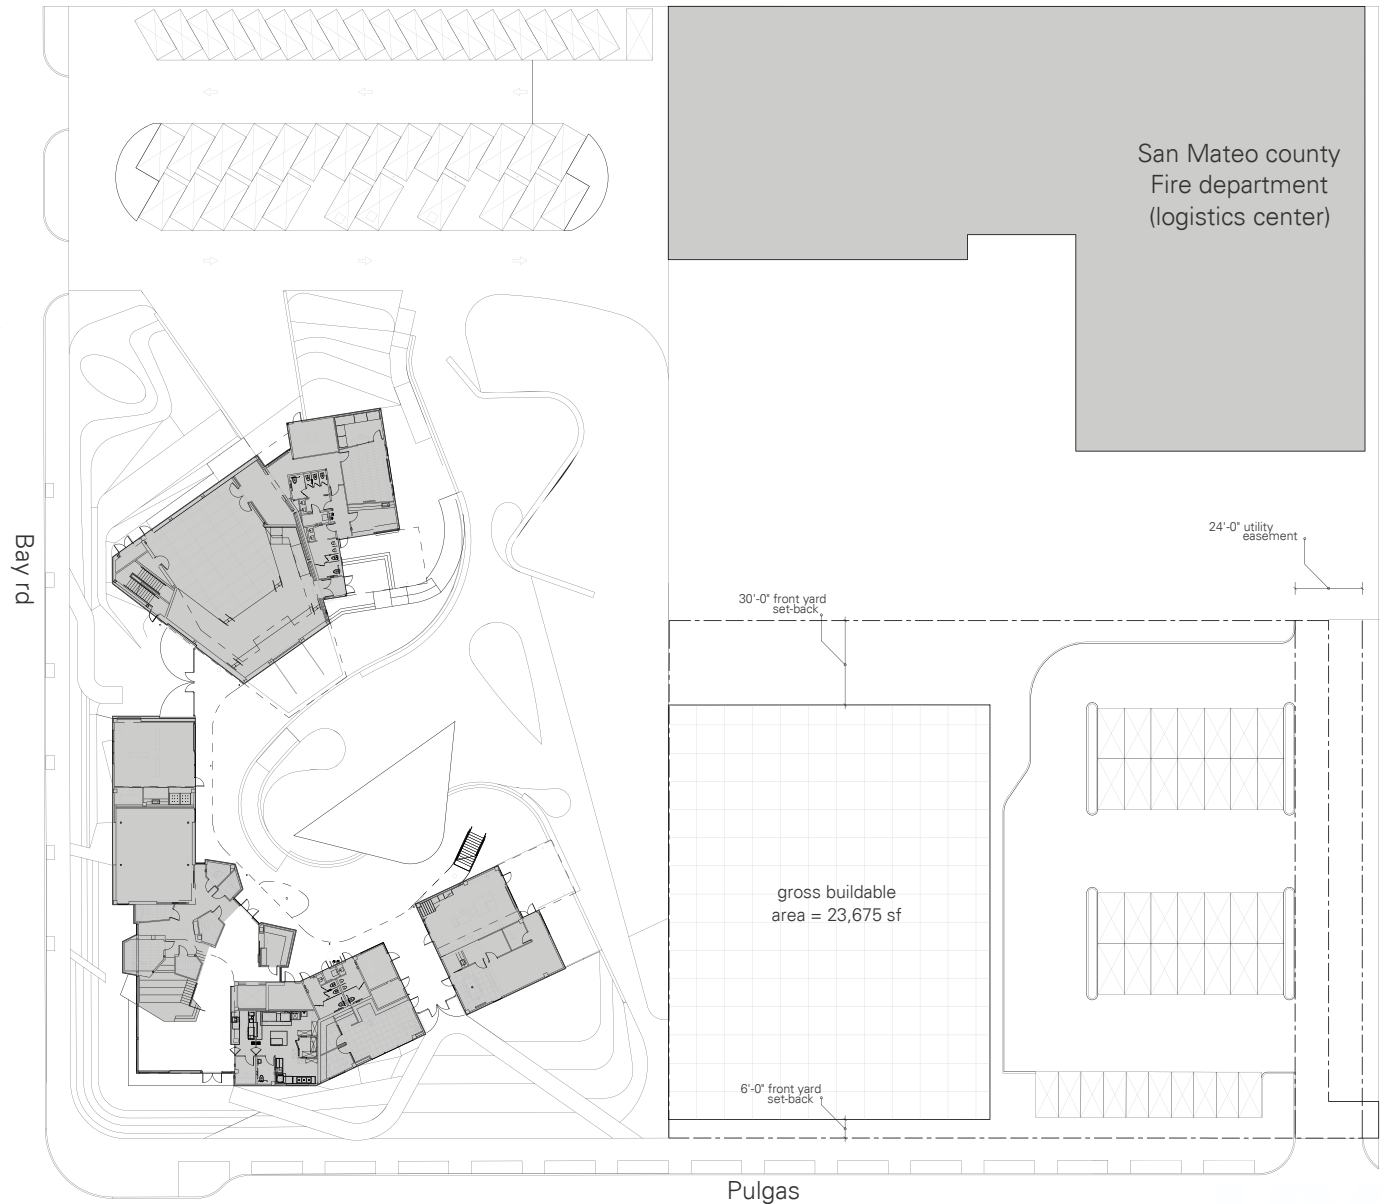 San Mateo county
Fire department
(logistics center)
24'-0" utility
easement
Bay rd
30'-0" front yard
set-back
gross buildable
area = 23,675 sf
6'-0" front yard
set-back
Pulgas